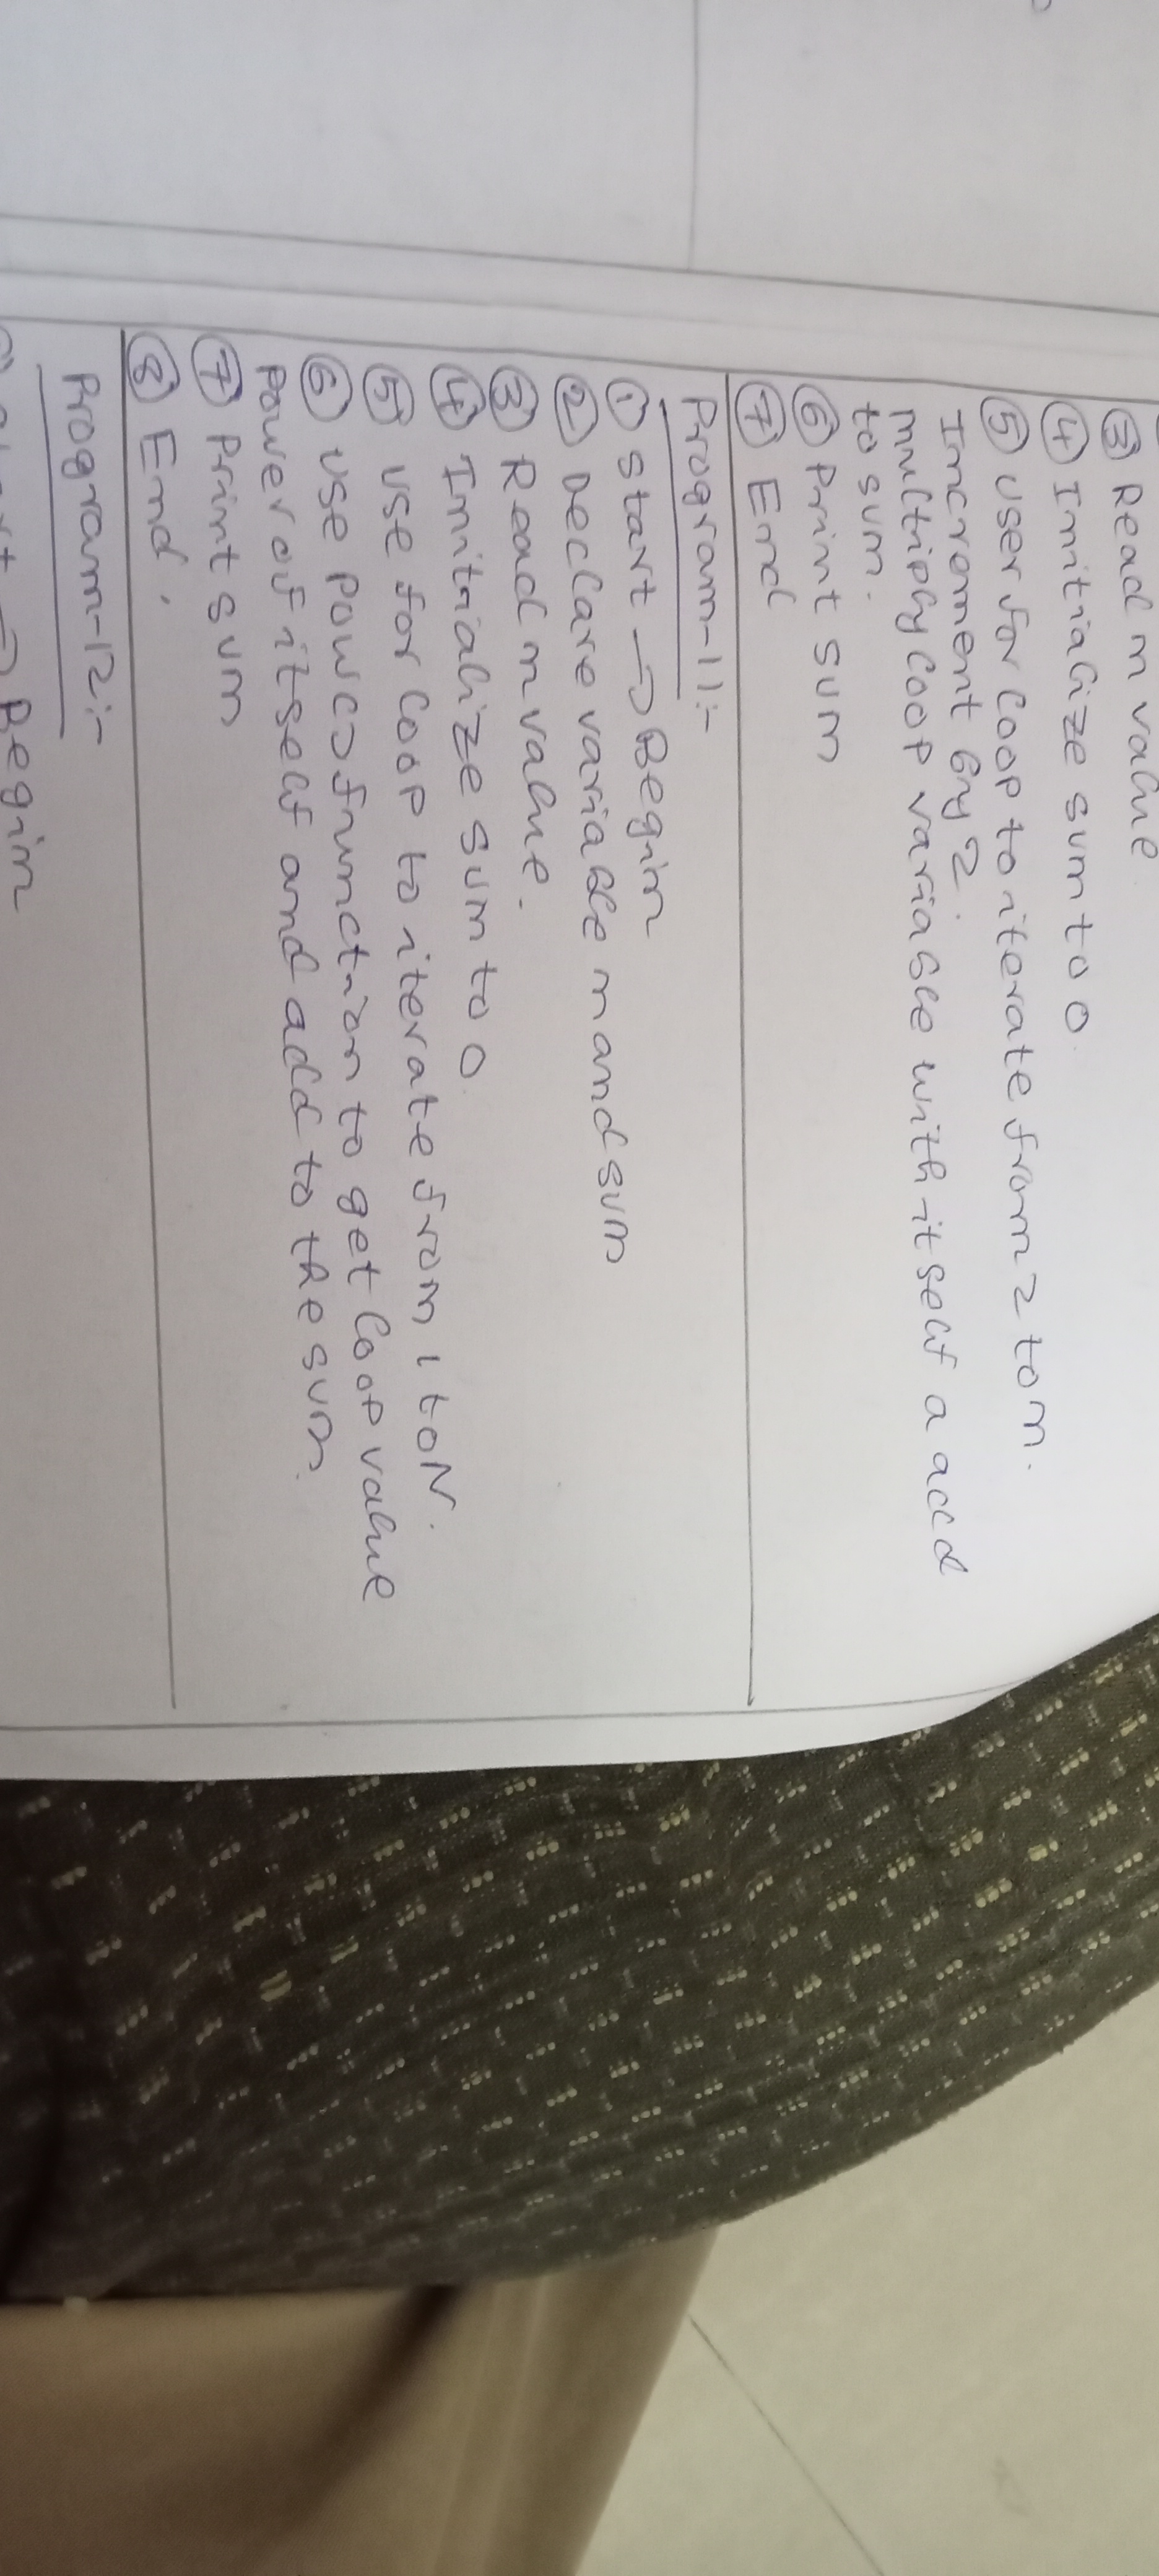 ③ Read n value
④ Initialize sum to 0.
⑤ user for loop to iterate from 2 to n.
Increment by 2.
multiply loop variable with itself a add
to sum.
⑥ Print sum
⑦ End
Program-11:-
① Start → Begin
② Declare variable n and sum
③ Read n value.
④ Initialize sum to 0.
⑤ use for loop to iterate from 1 to N.
⑥ use pow() function to get loop value
power of itself and add to the sum.
⑦ Print sum
⑧ End.
Program-12:-
→ Begin